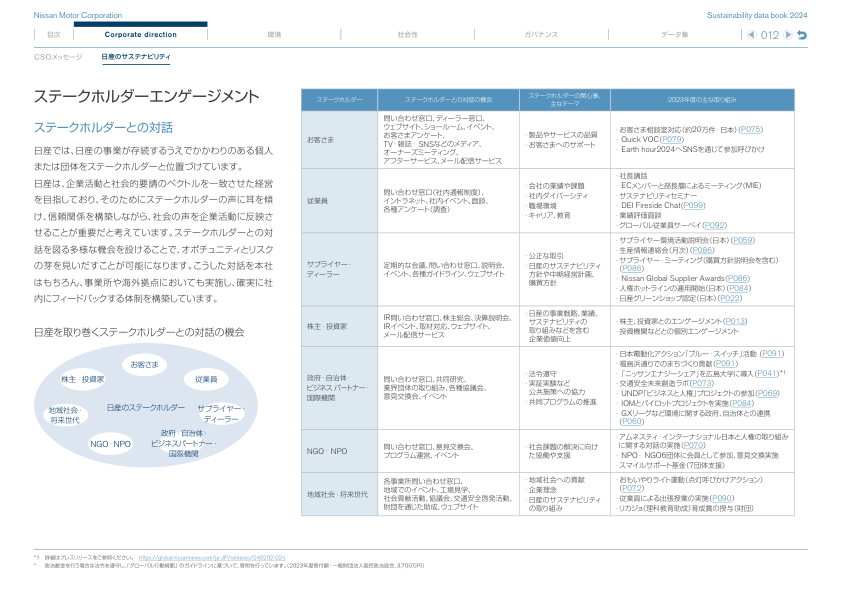 Nissan Motor Corporation
Sustainability data book 2024
目次
Corporate direction
環境
社会性
ガバナンス
データ集
012
CSOメッセージ
日産のサステナビリティ
ステークホルダーエンゲージメント
ステークホルダーとの対話
日産では、日産の事業が存続するうえでかかわりのある個人
または団体をステークホルダーと位置づけています。
日産は、企業活動と社会的要請のベクトルを一致させた経営
を目指しており、そのためにステークホルダーの声に耳を傾
け、信頼関係を構築しながら、社会の声を企業活動に反映さ
せることが重要だと考えています。ステークホルダーとの対
話を図る多様な機会を設けることで、オポチュニティとリスク
の芽を見いだすことが可能になります。こうした対話を本社
はもちろん、事業所や海外拠点においても実施し、確実に社
内にフィードバックする体制を構築しています。
日産を取り巻くステークホルダーとの対話の機会
お客さま
株主・投資家
従業員
地域社会・
将来世代
日産のステークホルダー
サプライヤー・
ディーラー
NGO・NPO
政府・自治体・
ビジネスパートナー・
国際機関
ステークホルダー
ステークホルダーとの対話の機会
ステークホルダーの関心事、
主なテーマ
2023年度の主な取り組み
お客さま
問い合わせ窓口、ディーラー窓口、
ウェブサイト、ショールーム、イベント、
お客さまアンケート、
TV・雑誌・SNSなどのメディア、
オーナーズミーティング、
アフターサービス、メール配信サービス
・製品やサービスの品質
・お客さまへのサポート
・お客さま相談室対応（約20万件・日本）（P075）
・Quick VOC（P079）
・Earth hour2024へSNSを通じて参加呼びかけ
従業員
問い合わせ窓口（社内通報制度）、
イントラネット、社内イベント、面談、
各種アンケート（調査）
・会社の業績や課題
・社内ダイバーシティ
・職場環境
・キャリア、教育
・社長講話
・ECメンバーと部長層によるミーティング（MIE）
・サステナビリティセミナー
・DEI Fireside Chat（P099）
・業績評価面談
・グローバル従業員サーベイ（P092）
サプライヤー・
ディーラー
定期的な会議、問い合わせ窓口、説明会、
イベント、各種ガイドライン、ウェブサイト
・公正な取引
・日産のサステナビリティ
方針や中期経営計画、
購買方針
・サプライヤー環境活動説明会（日本）（P059）
・生産情報連絡会（月次）（P086）
・サプライヤー・ミーティング（購買方針説明会を含む）
（P086）
・Nissan Global Supplier Awards（P086）
・人権ホットラインの運用開始（日本）（P084）
・日産グリーンショップ認定（日本）（P022）
株主・投資家
IR問い合わせ窓口、株主総会、決算説明会、
IRイベント、取材対応、ウェブサイト、
メール配信サービス
・日産の事業戦略、業績、
サステナビリティの
取り組みなどを含む
企業価値向上
・株主、投資家とのエンゲージメント（P013）
・投資機関などとの個別エンゲージメント
政府・自治体・
ビジネス パートナー・
国際機関
問い合わせ窓口、共同研究、
業界団体の取り組み、各種協議会、
意見交換会、イベント
・法令遵守
・実証実験など
公共施策への協力
・共同プログラムの推進
・日本電動化アクション「ブルー・スイッチ」活動 （P091）
・福島浜通りでのまちづくり貢献（P091）
・「ニッサンエナジーシェア」を広島大学に導入（P041）*1
・交通安全未来創造ラボ（P073）
・UNDP「ビジネスと人権」プロジェクトの参加（P069）
・IOMとパイロットプロジェクトを実施（P084）
・GXリーグなど環境に関する政府、自治体との連携
（P060）
NGO・NPO
問い合わせ窓口、意見交換会、
プログラム運営、イベント
・社会課題の解決に向け
た協働や支援
・アムネスティ・インターナショナル日本と人権の取り組み
に関する対話の実施（P070）
・NPO・NGO6団体に会員として参加、意見交換実施
・スマイルサポート基金（7団体支援）
地域社会・将来世代
各事業所問い合わせ窓口、
地域でのイベント、工場見学、
社会貢献活動、協議会、交通安全啓発活動、
財団を通じた助成、ウェブサイト
・地域社会への貢献
・企業理念
・日産のサステナビリティ
の取り組み
・おもいやりライト運動（点灯呼びかけアクション）
（P072）
・従業員による出張授業の実施（P090）
・リカジョ（理科教育助成）育成賞の授与（財団）
*1 詳細はプレスリリースをご参照ください。 https://global.nissannews.com/ja-JP/releases/240202-02-j
* 政治献金を行う場合は法令を遵守し、「グローバル行動規範」のガイドラインに基づいて、寄附を行っています。（2023年度寄付額：一般財団法人国民政治協会、3,700万円）